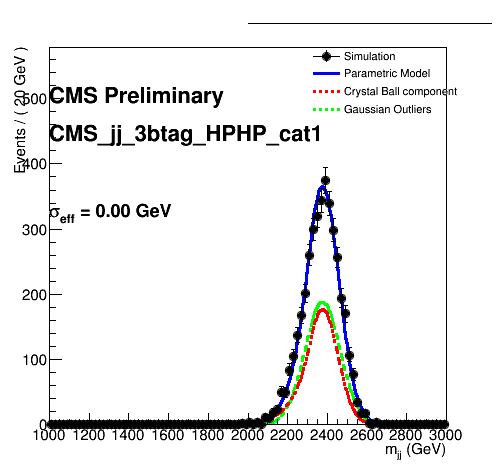 Simulation
Parametric Model
Crystal Ball component
Gaussian Outliers
CMS Preliminary
CMS_jj_3btag_HPHP_cat1
σeff = 0.00 GeV
Events / ( 20 GeV )
500
400
300
200
100
0
1000 1200 1400 1600 1800 2000 2200 2400 2600 2800 3000
mjj (GeV)